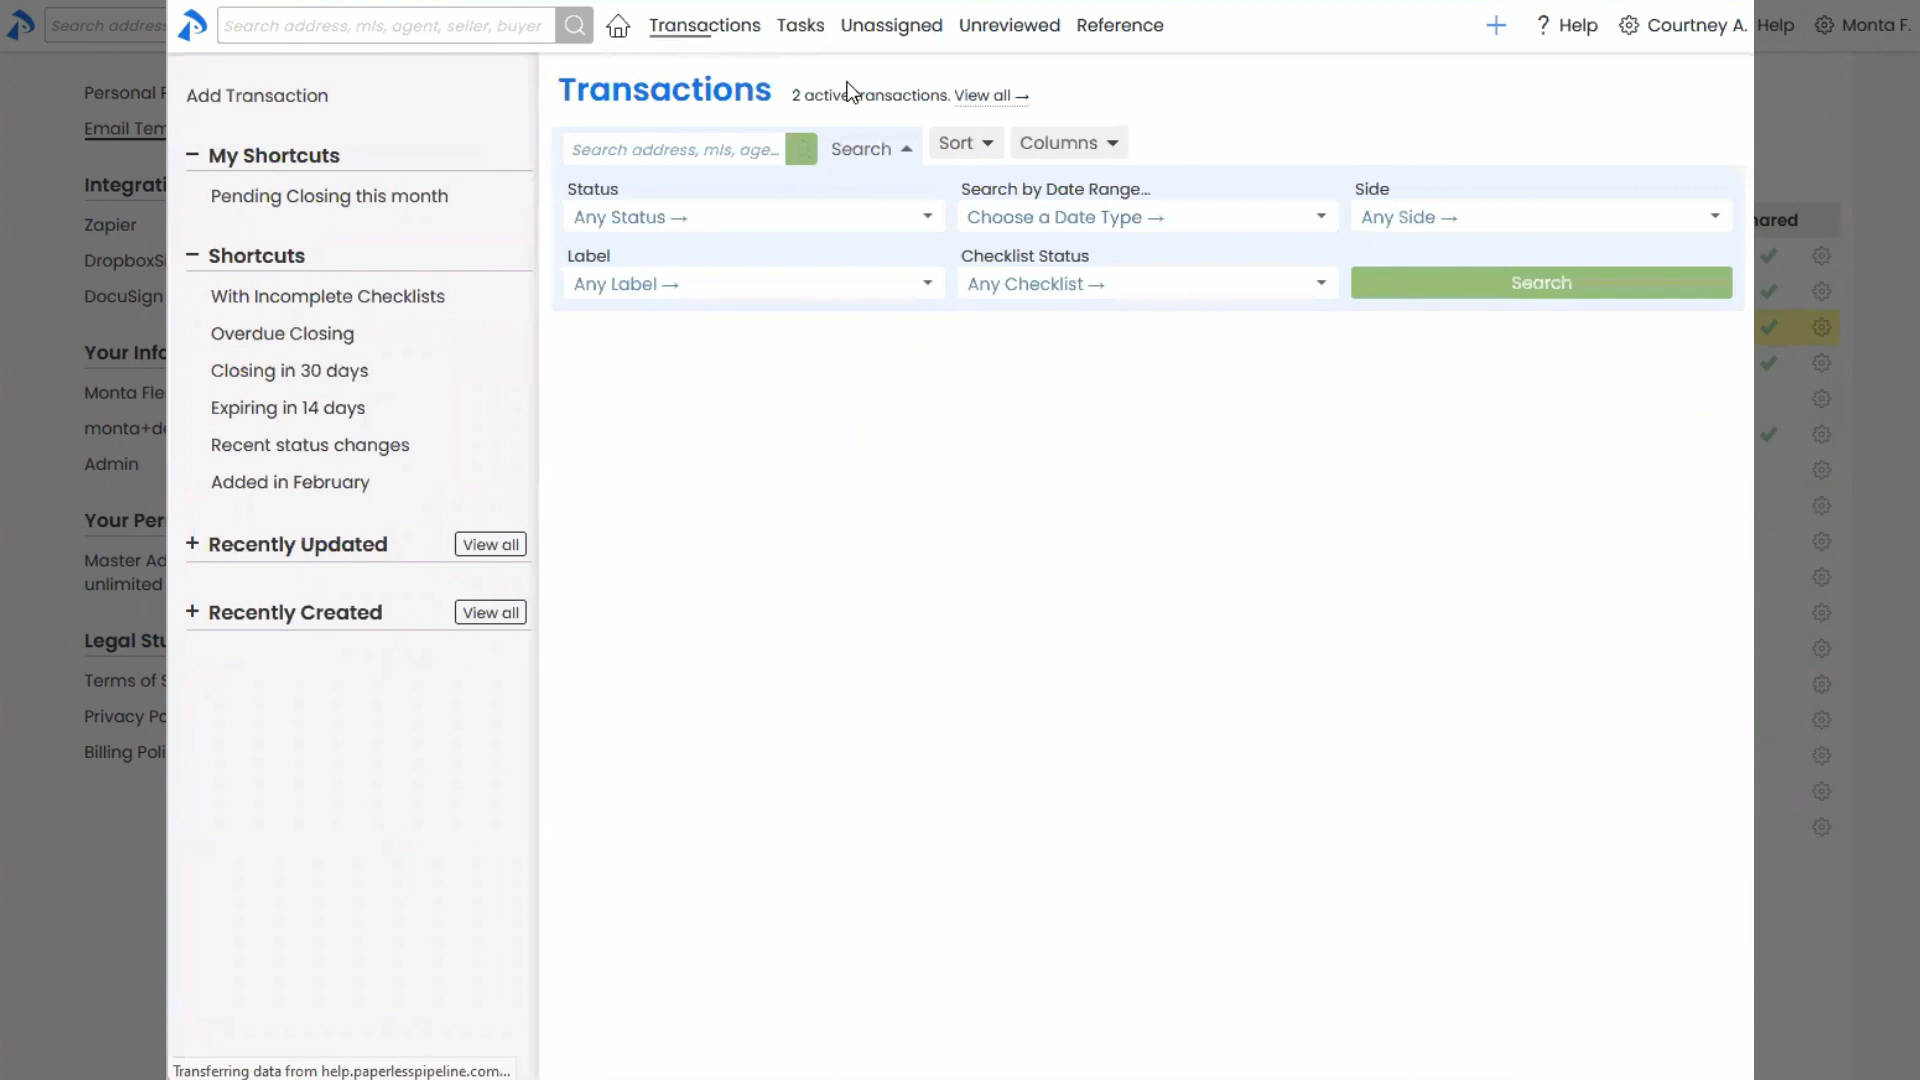 Search address
Search address, mls, agent, seller, buyer
Transactions
Tasks
Unassigned
Unreviewed
Reference
? Help
Courtney A.
Help
Monta F.
Personal
Email Tem
Integrati
Zapier
DropboxSi
DocuSign
Your Info
Monta Fle
monta+de
Admin
Your Per
Master Ad
unlimited
Legal Stu
Terms of S
Privacy Po
Billing Poli
Add Transaction
− My Shortcuts
Pending Closing this month
− Shortcuts
With Incomplete Checklists
Overdue Closing
Closing in 30 days
Expiring in 14 days
Recent status changes
Added in February
+ Recently Updated
View all
+ Recently Created
View all
Transactions
2 active transactions. View all →
Search address, mls, age...
Search
Sort
Columns
Status
Any Status →
Search by Date Range...
Choose a Date Type →
Side
Any Side →
Label
Any Label →
Checklist Status
Any Checklist →
Search
hared
Transferring data from help.paperlesspipeline.com...